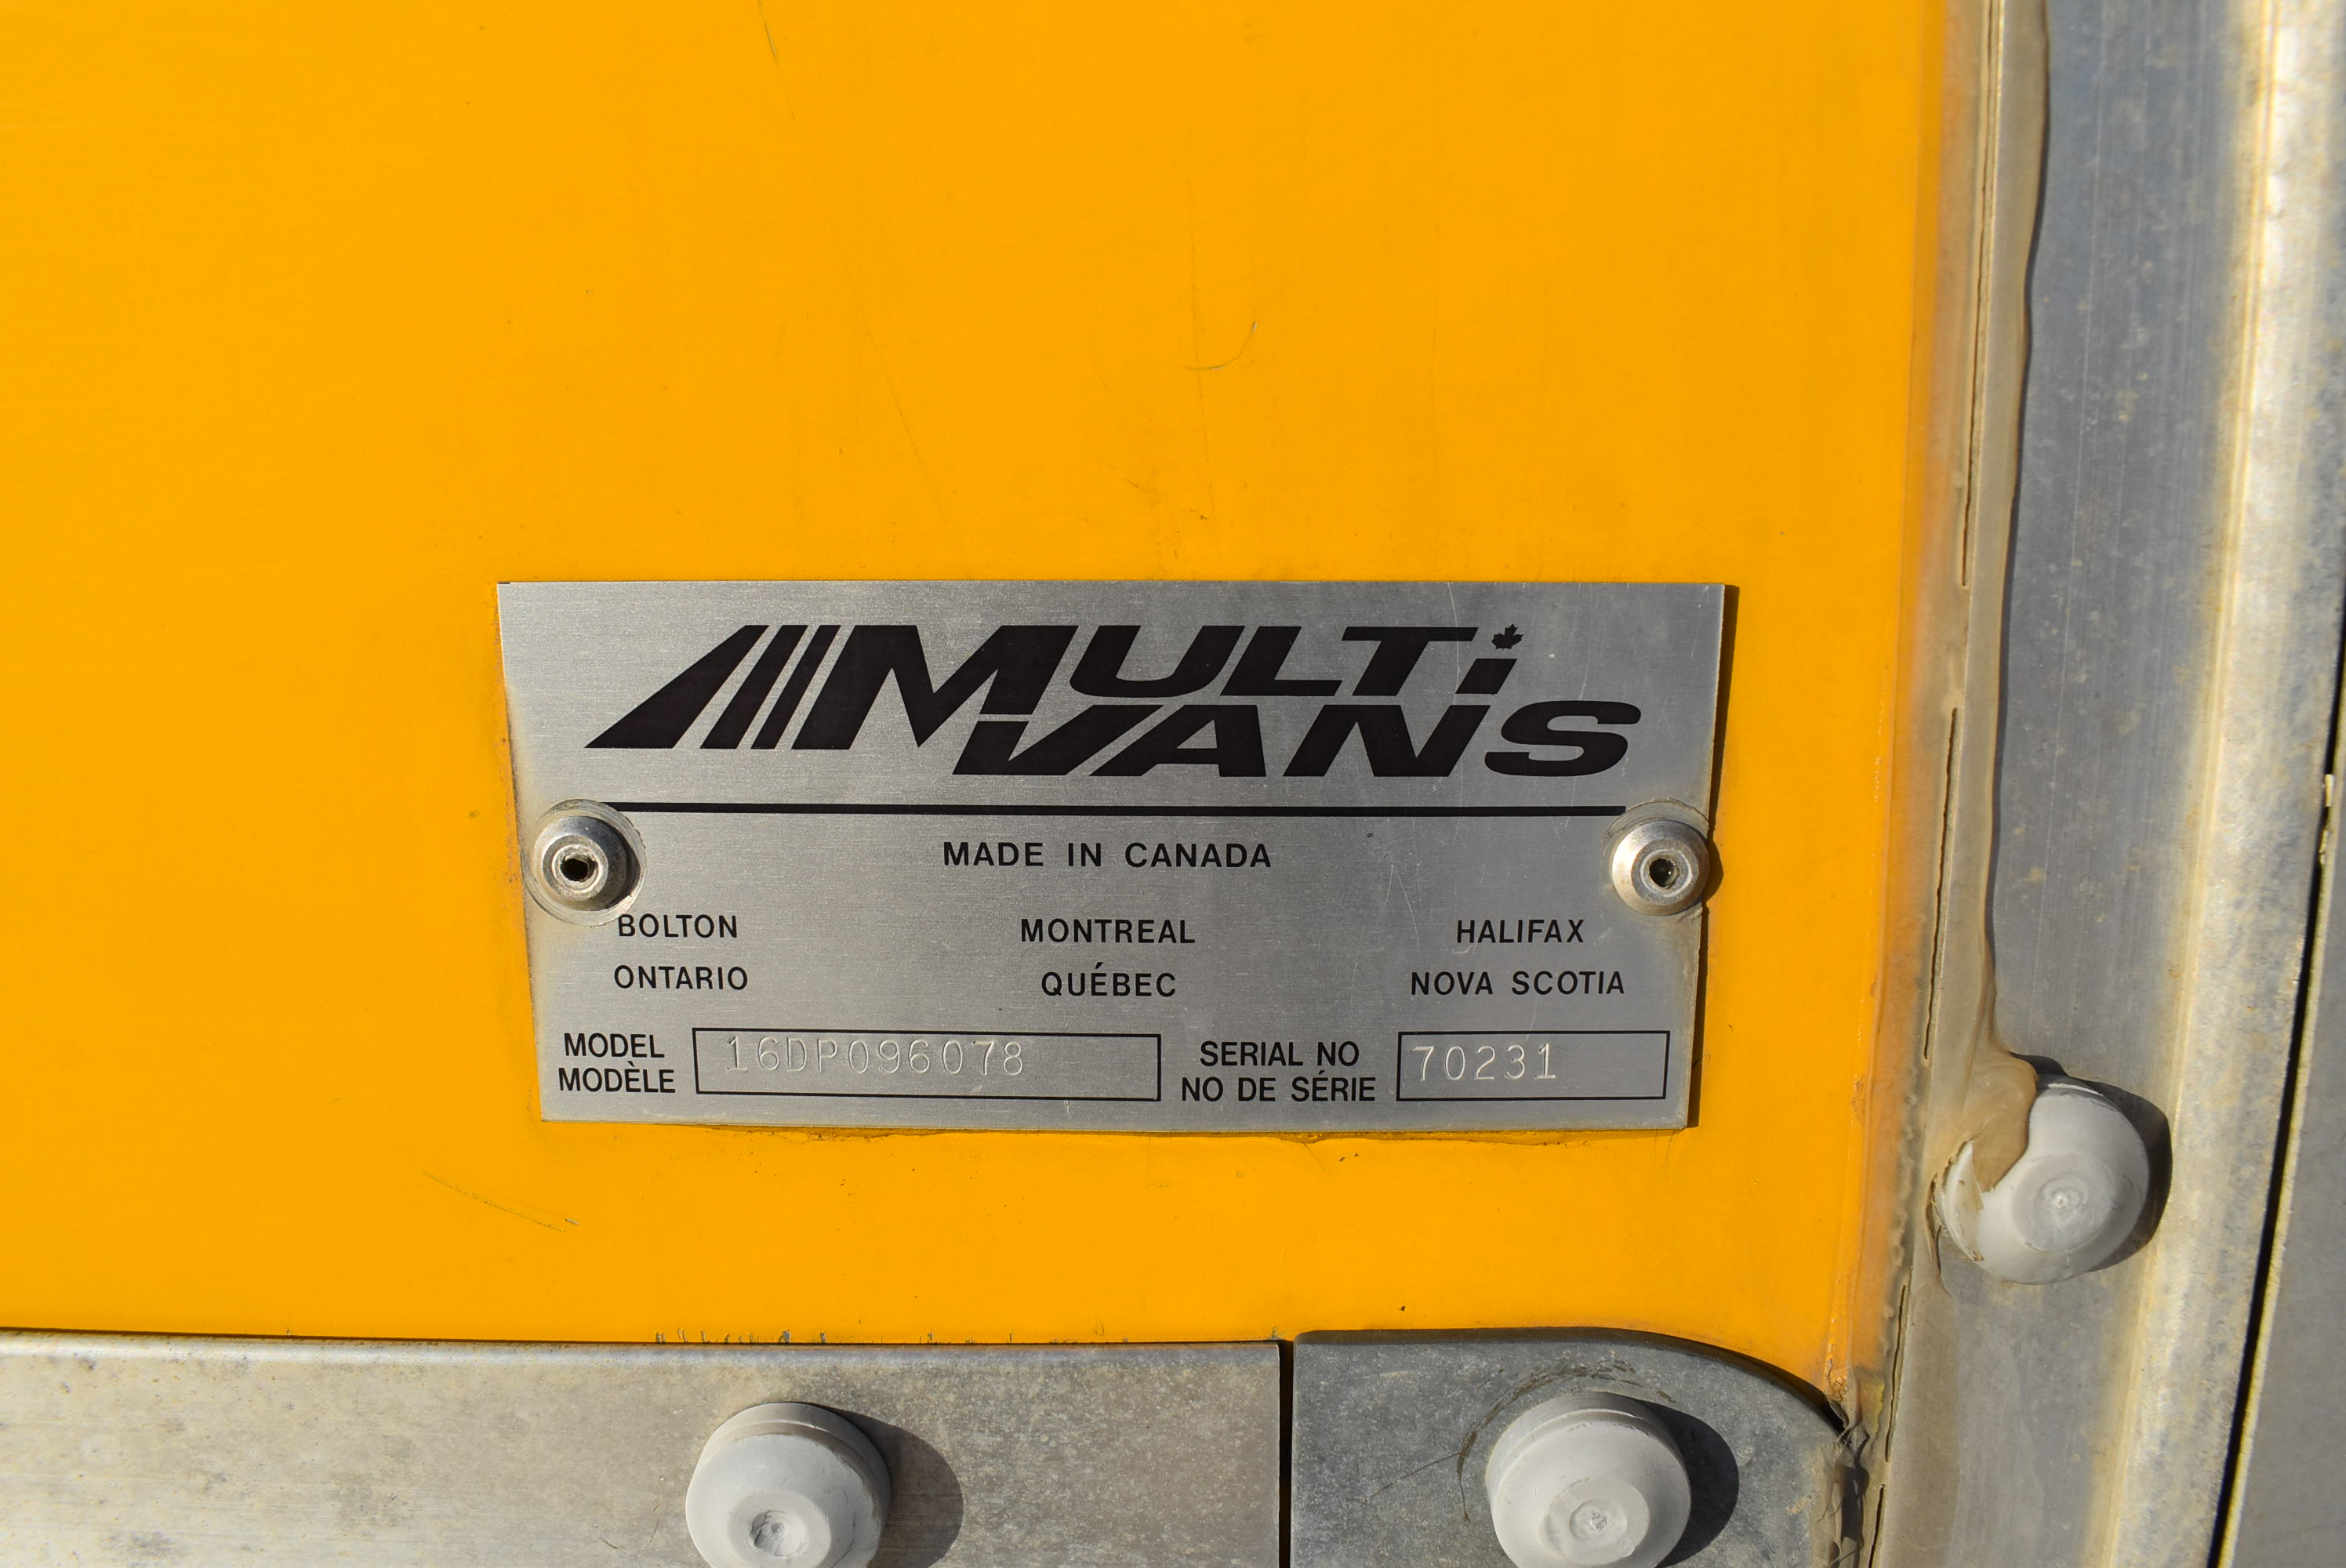 MULTi
VANS
MADE IN CANADA
BOLTON MONTREAL HALIFAX
ONTARIO QUÉBEC NOVA SCOTIA
MODEL 16DP096078 SERIAL NO 70231
MODÈLE NO DE SÉRIE